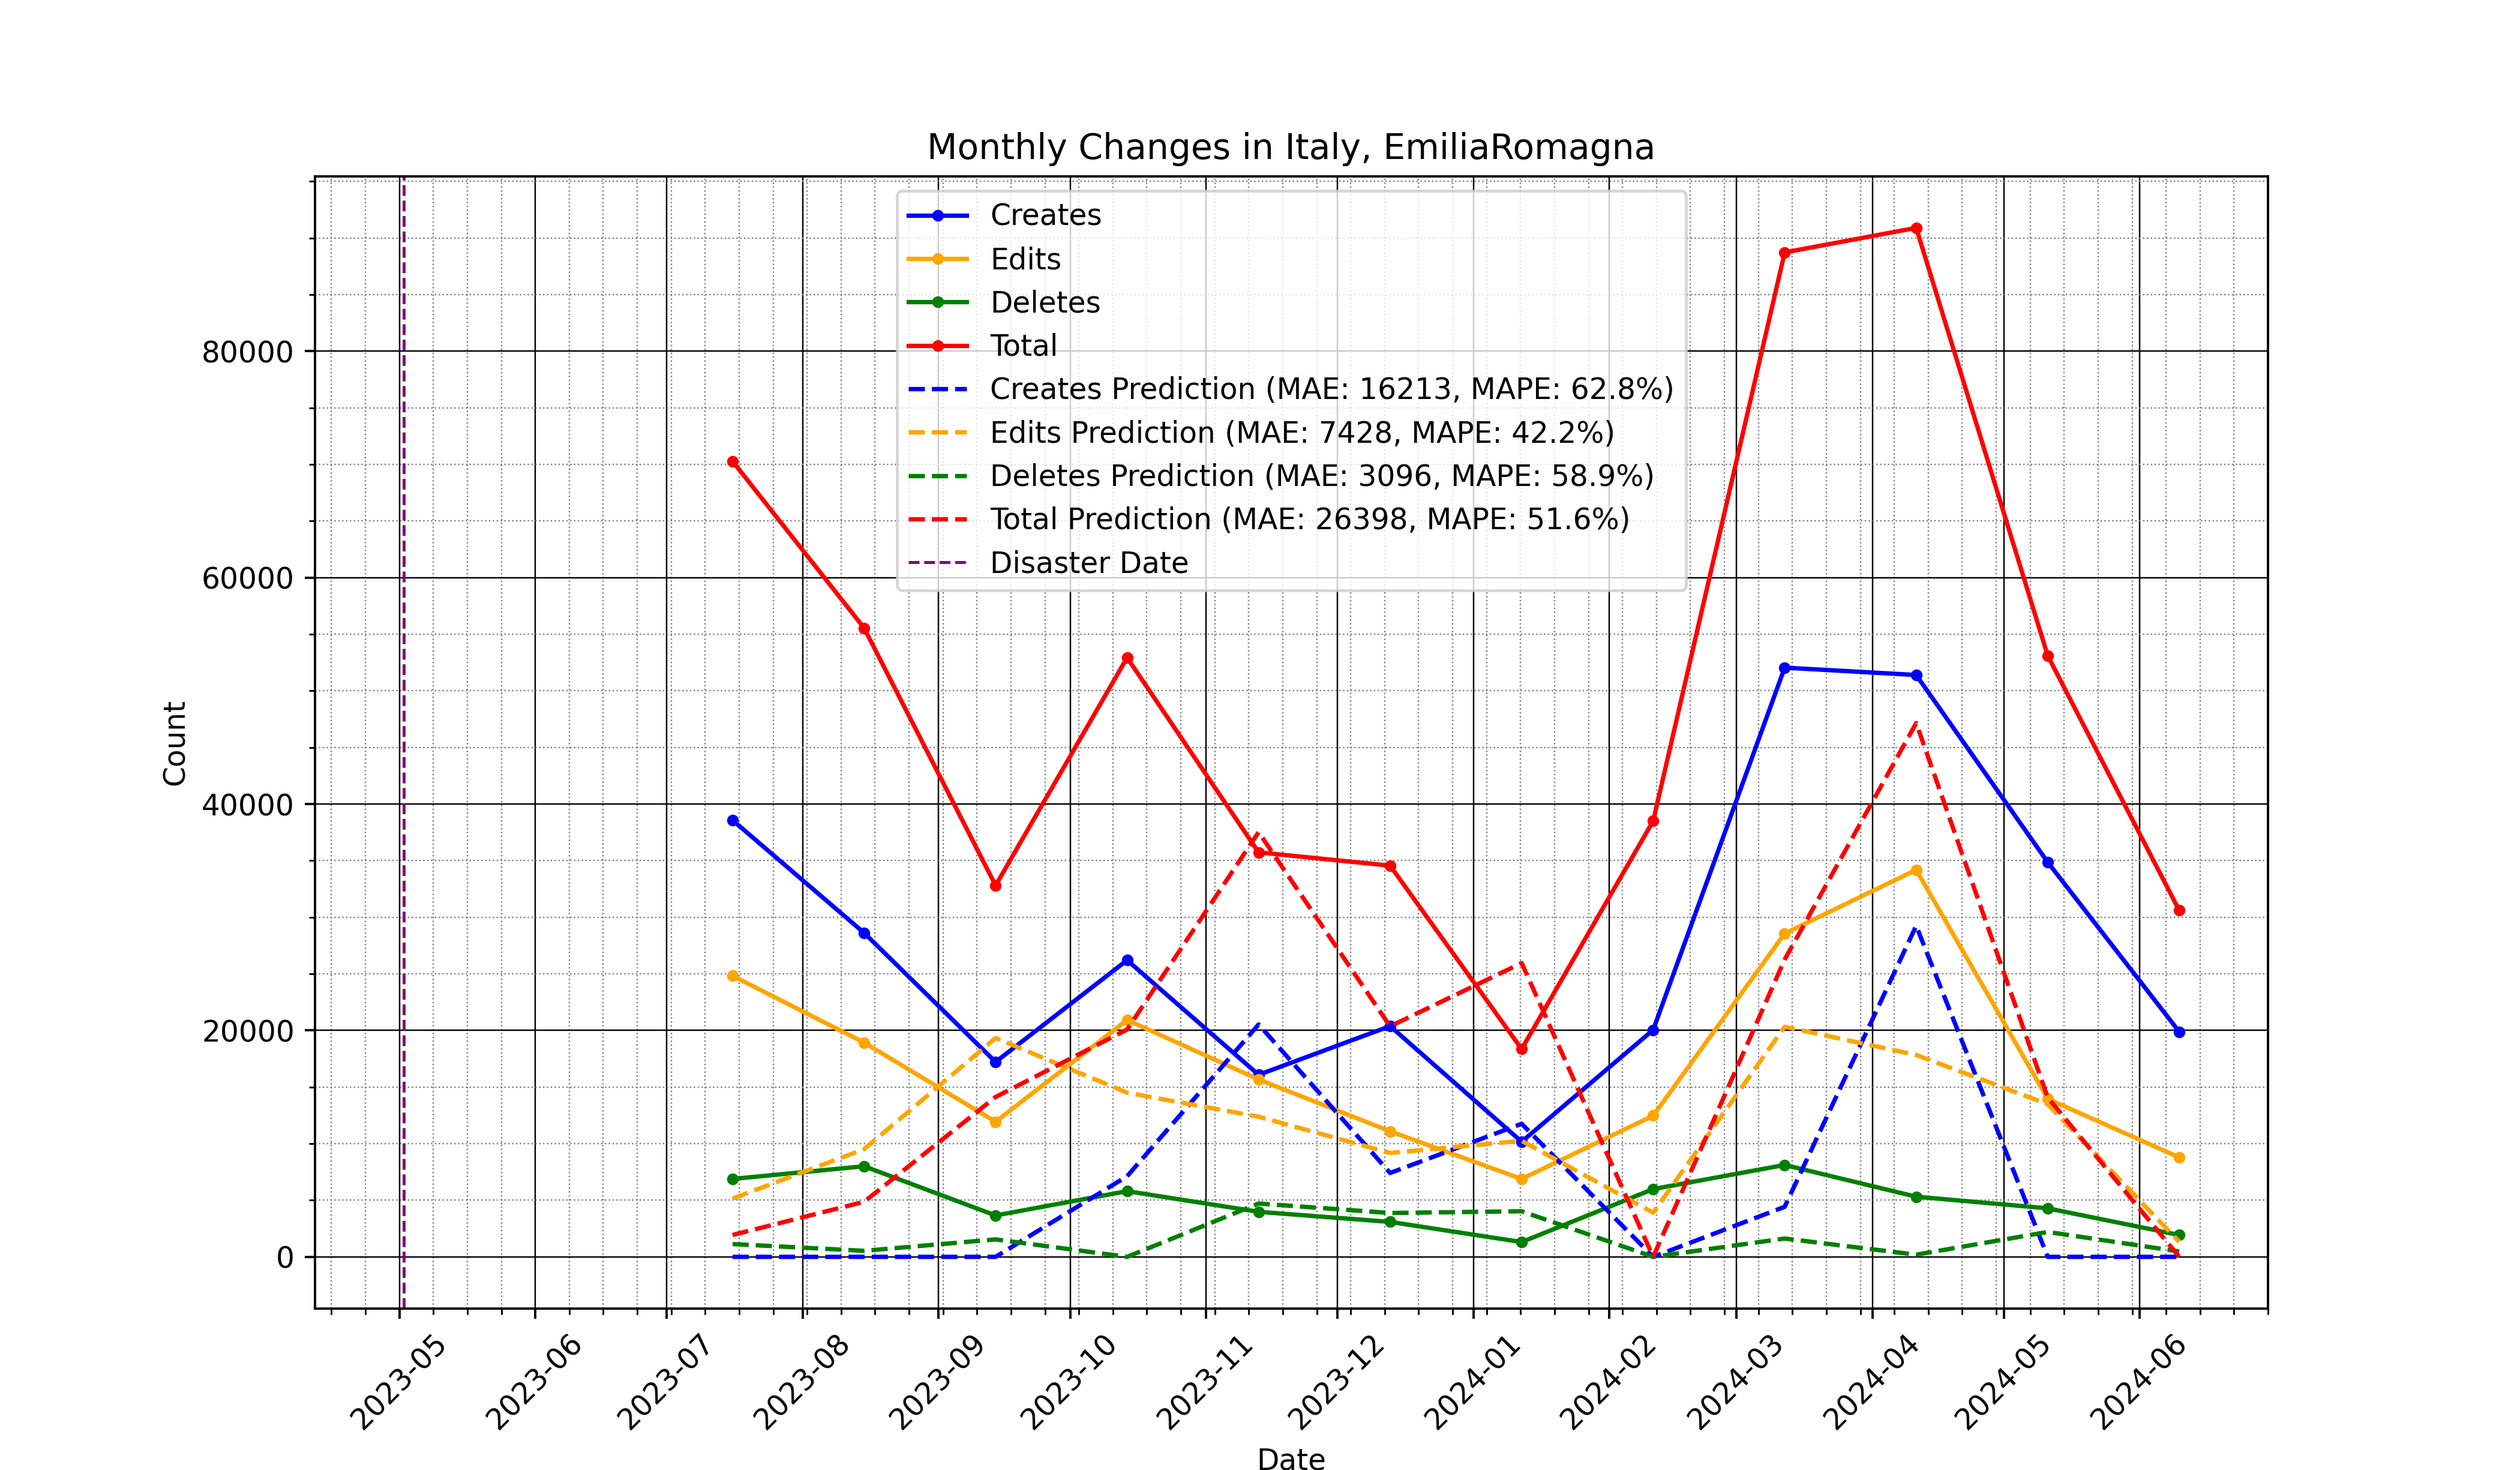 Monthly Changes in Italy, EmiliaRomagna
Creates
Edits
Deletes
Total
Creates Prediction (MAE: 16213, MAPE: 62.8%)
Edits Prediction (MAE: 7428, MAPE: 42.2%)
Deletes Prediction (MAE: 3096, MAPE: 58.9%)
Total Prediction (MAE: 26398, MAPE: 51.6%)
Disaster Date
80000
60000
40000
20000
0
Count
2023-05
2023-06
2023-07
2023-08
2023-09
2023-10
2023-11
2023-12
2024-01
2024-02
2024-03
2024-04
2024-05
2024-06
Date